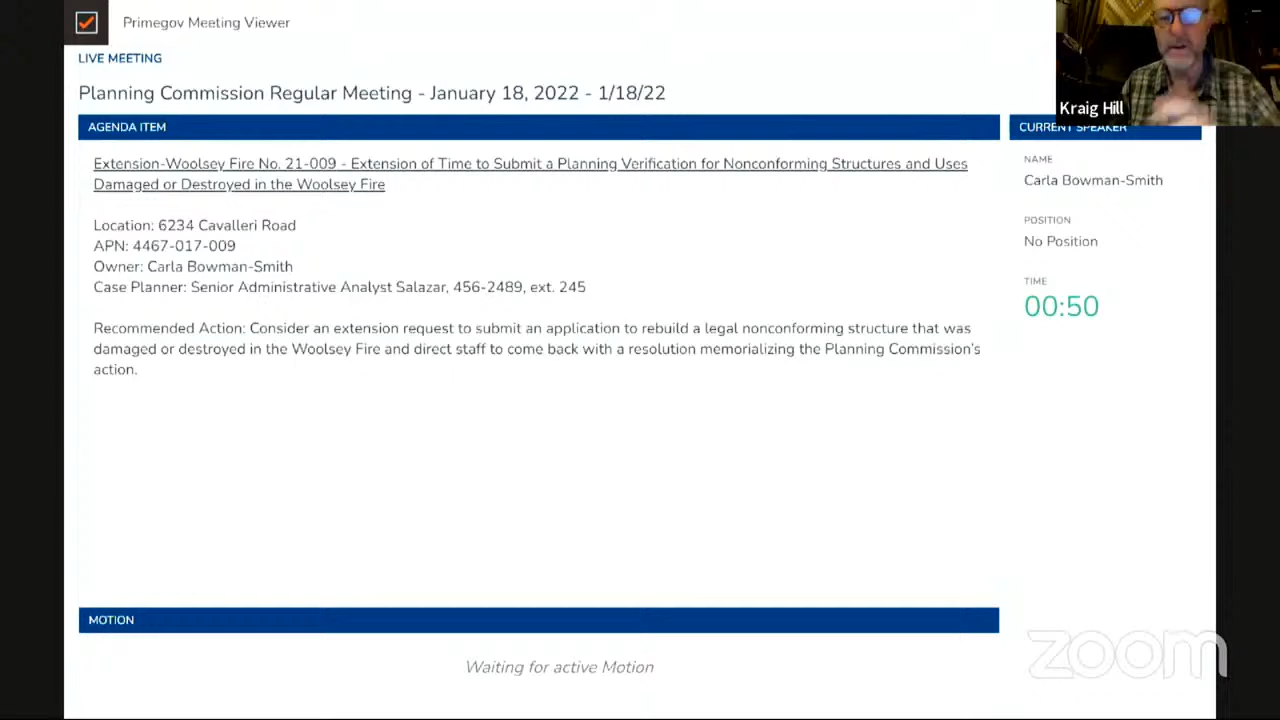 Primegov Meeting Viewer
LIVE MEETING
Planning Commission Regular Meeting - January 18, 2022 - 1/18/22
AGENDA ITEM
Extension-Woolsey Fire No. 21-009 - Extension of Time to Submit a Planning Verification for Nonconforming Structures and Uses
Damaged or Destroyed in the Woolsey Fire
Location: 6234 Cavalleri Road
APN: 4467-017-009
Owner: Carla Bowman-Smith
Case Planner: Senior Administrative Analyst Salazar, 456-2489, ext. 245
Recommended Action: Consider an extension request to submit an application to rebuild a legal nonconforming structure that was
damaged or destroyed in the Woolsey Fire and direct staff to come back with a resolution memorializing the Planning Commission's
action.
MOTION
Waiting for active Motion
Kraig Hill
CURRENT SPEAKER
NAME
Carla Bowman-Smith
POSITION
No Position
TIME
00:50
zoom